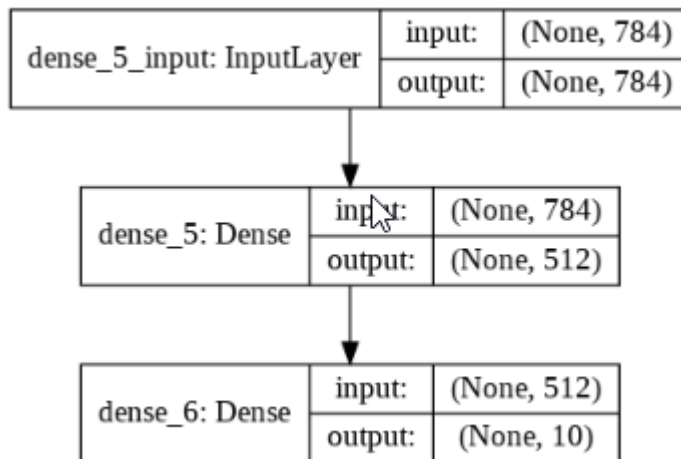 dense_5_input: InputLayer
input: (None, 784)
output: (None, 784)
dense_5: Dense
input: (None, 784)
output: (None, 512)
dense_6: Dense
input: (None, 512)
output: (None, 10)